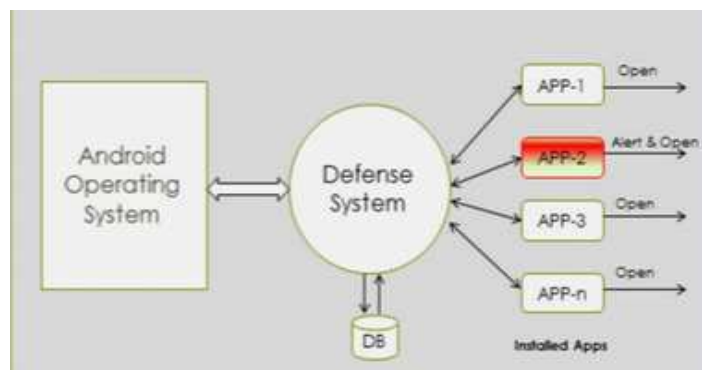 Android
Operating
System
Defense
System
DB
APP-1
Open
APP-2
Alert & Open
APP-3
Open
APP-n
Open
Installed Apps